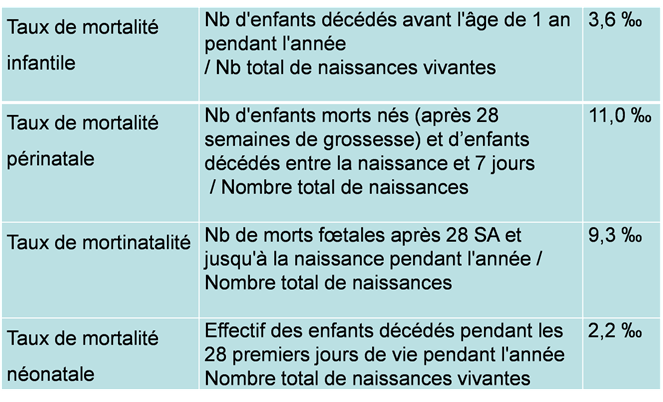 Taux de mortalité
infantile
Nb d'enfants décédés avant l'âge de 1 an
pendant l'année
/ Nb total de naissances vivantes
3,6 ‰
Taux de mortalité
périnatale
Nb d'enfants morts nés (après 28
semaines de grossesse) et d’enfants
décédés entre la naissance et 7 jours
/ Nombre total de naissances
11,0 ‰
Taux de mortinatalité
Nb de morts fœtales après 28 SA et
jusqu'à la naissance pendant l'année /
Nombre total de naissances
9,3 ‰
Taux de mortalité
néonatale
Effectif des enfants décédés pendant les
28 premiers jours de vie pendant l'année
Nombre total de naissances vivantes
2,2 ‰